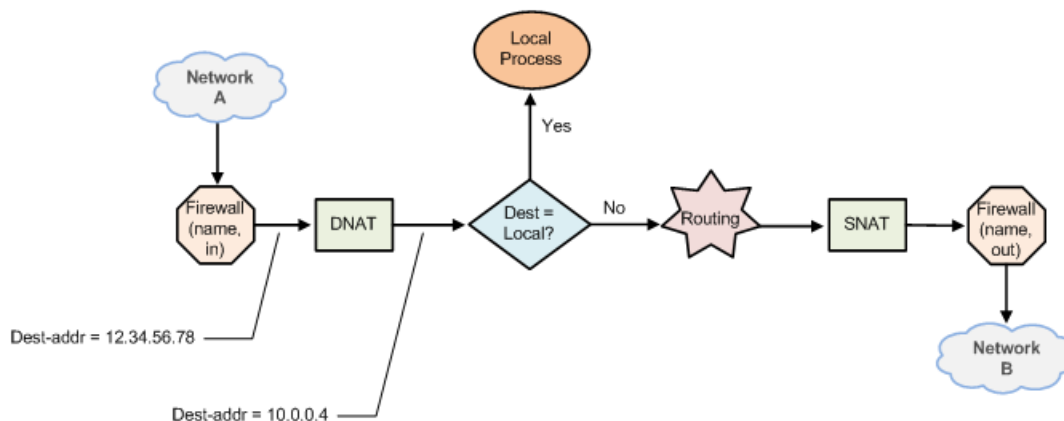 Local
Process
Network
A
Yes
Firewall
(name,
in)
DNAT
Dest =
Local?
No
Routing
SNAT
Firewall
(name,
out)
Dest-addr = 12.34.56.78
Network
B
Dest-addr = 10.0.0.4